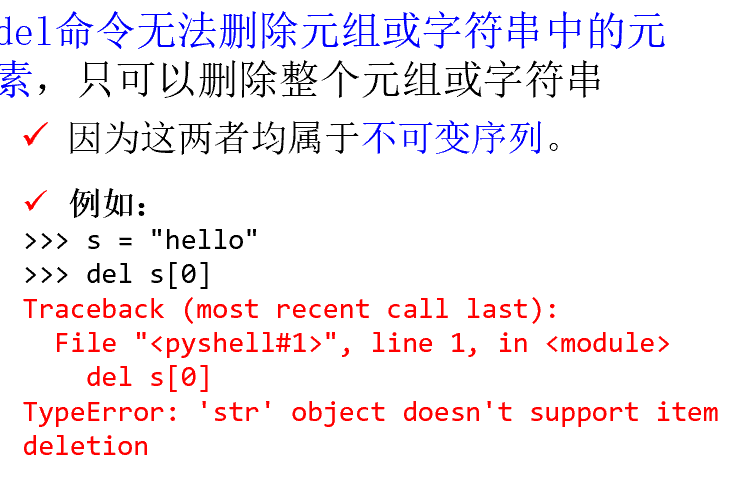 del命令无法删除元组或字符串中的元
素，只可以删除整个元组或字符串
✓ 因为这两者均属于不可变序列。
✓ 例如：
>>> s = "hello"
>>> del s[0]
Traceback (most recent call last):
  File "<pyshell#1>", line 1, in <module>
    del s[0]
TypeError: 'str' object doesn't support item
deletion